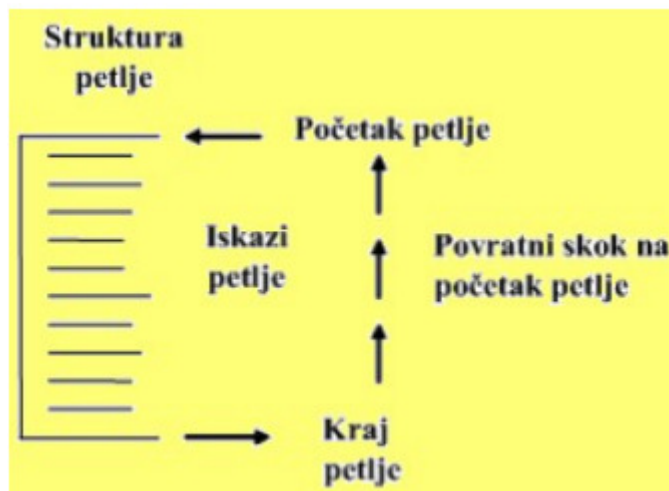 Struktura
petlje
Početak petlje
Iskazi
petlje
Povratni skok na
početak petlje
Kraj
petlje